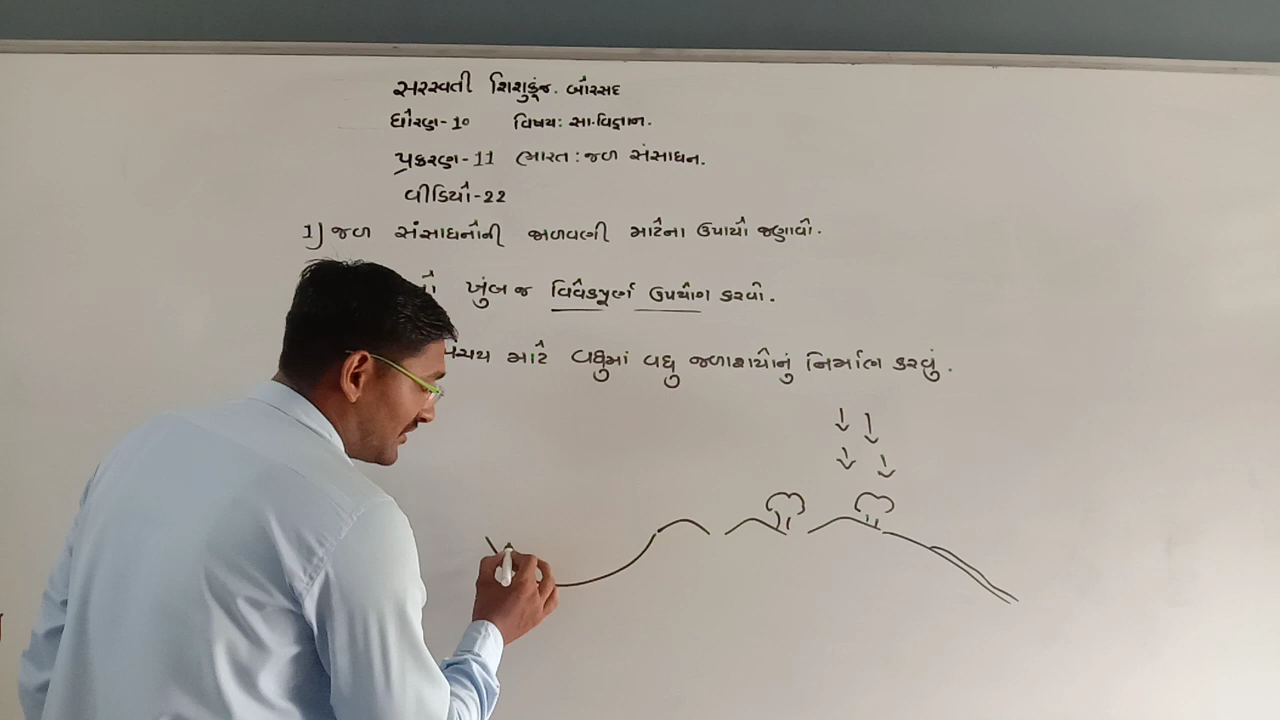 સરસ્વતી શિશુકુંજ. બોરસદ
ધોરણ-10 વિષય: સા.વિજ્ઞાન.
પ્રકરણ-11 ભારત: જળ સંસાધન.
વીડિયો-22
1) જળ સંસાધનોની જાળવણી માટેના ઉપાયો જણાવો.
ખુંબ જ વિવેકપૂર્ણ ઉપયોગ કરવો.
માટે વધુમાં વધુ જળાશયોનું નિર્માણ કરવું.